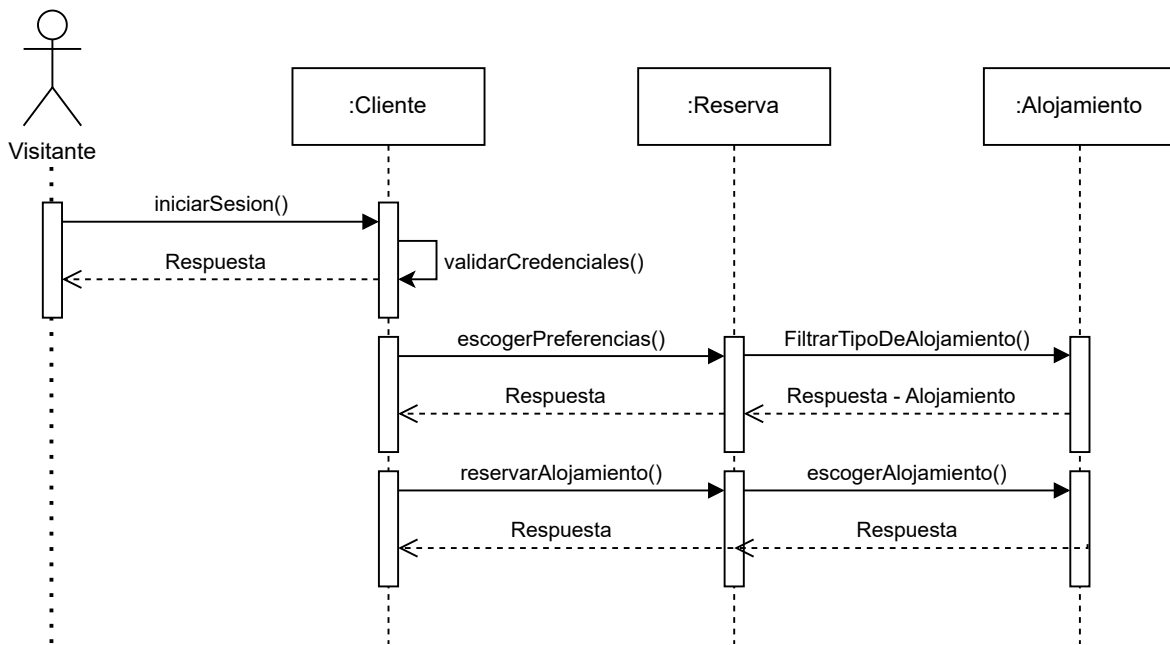 :Cliente
:Reserva
:Alojamiento
Visitante
iniciarSesion()
Respuesta
validarCredenciales()
escogerPreferencias()
FiltrarTipoDeAlojamiento()
Respuesta
Respuesta - Alojamiento
reservarAlojamiento()
escogerAlojamiento()
Respuesta
Respuesta